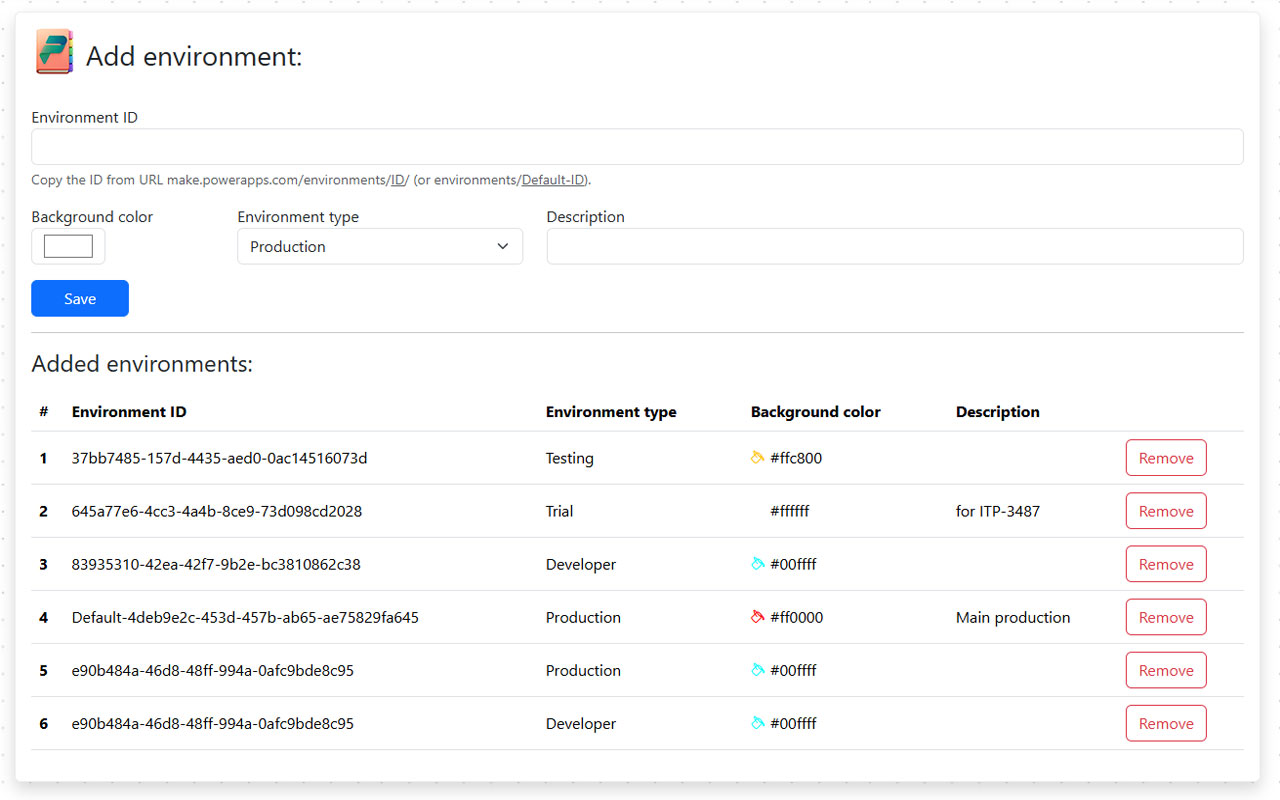 Add environment:
Environment ID
Copy the ID from URL make.powerapps.com/environments/ID/ (or environments/Default-ID).
Background color Environment type Description
Production
Save
Added environments:
# Environment ID Environment type Background color Description
1 37bb7485-157d-4435-aed0-0ac14516073d Testing #ffc800 Remove
2 645a77e6-4cc3-4a4b-8ce9-73d098cd2028 Trial #ffffff for ITP-3487 Remove
3 83935310-42ea-42f7-9b2e-bc3810862c38 Developer #00ffff Remove
4 Default-4deb9e2c-453d-457b-ab65-ae75829fa645 Production #ff0000 Main production Remove
5 e90b484a-46d8-48ff-994a-0afc9bde8c95 Production #00ffff Remove
6 e90b484a-46d8-48ff-994a-0afc9bde8c95 Developer #00ffff Remove